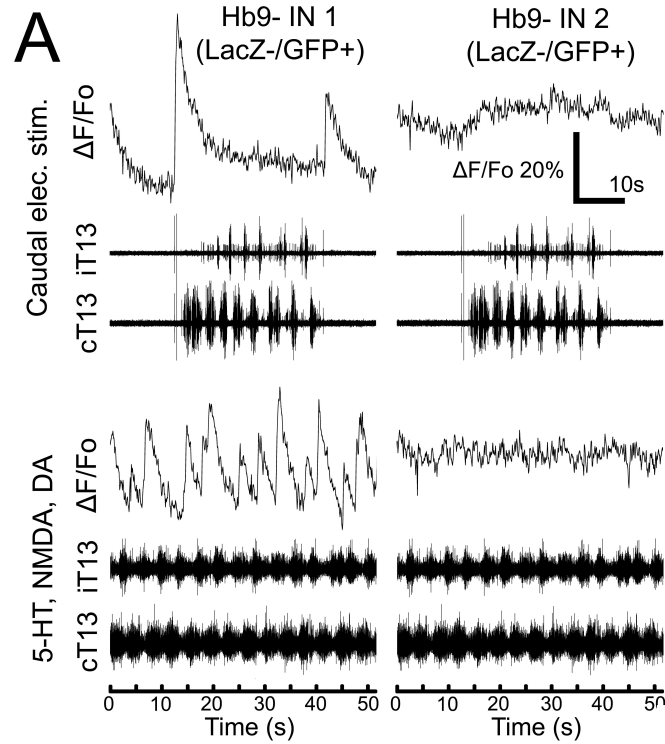 A
Hb9- IN 1
(LacZ-/GFP+)
Hb9- IN 2
(LacZ-/GFP+)
Caudal elec. stim.
ΔF/Fo
iT13
cT13
ΔF/Fo 20%
10s
5-HT, NMDA, DA
ΔF/Fo
iT13
cT13
0 10 20 30 40 50
Time (s)
0 10 20 30 40 50
Time (s)